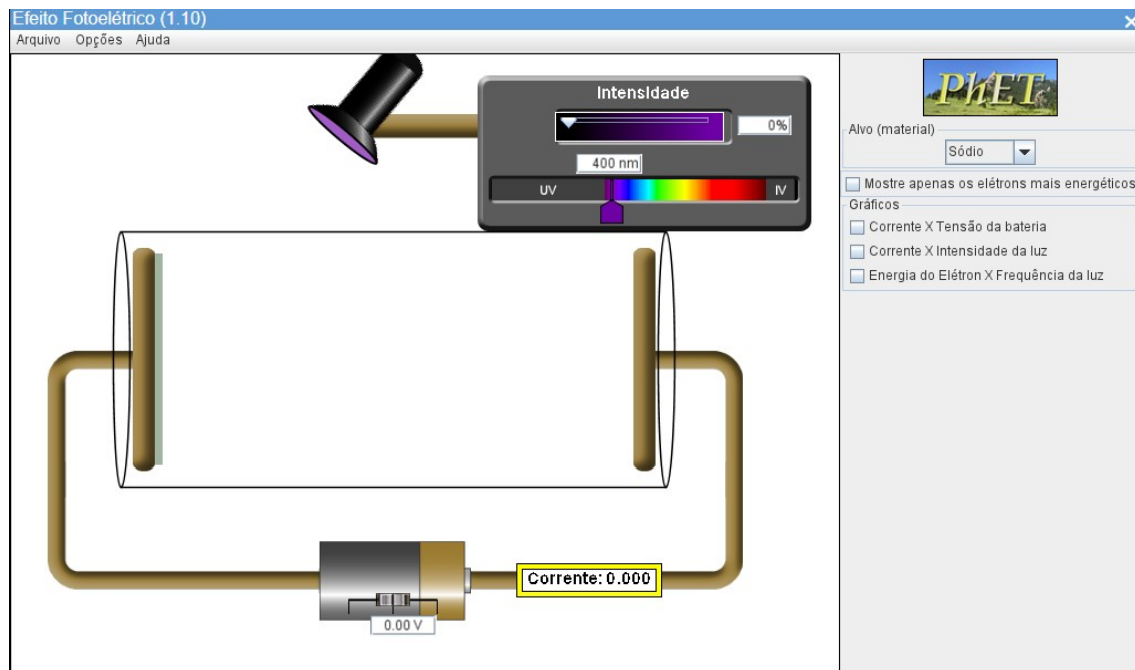 Efeito Fotoelétrico (1.10)
Arquivo Opções Ajuda
Intensidade
0%
400 nm
UV
IV
Corrente: 0.000
0.00 V
PhET
Alvo (material)
Sódio
Mostre apenas os elétrons mais energéticos
Gráficos
Corrente X Tensão da bateria
Corrente X Intensidade da luz
Energia do Elétron X Frequência da luz